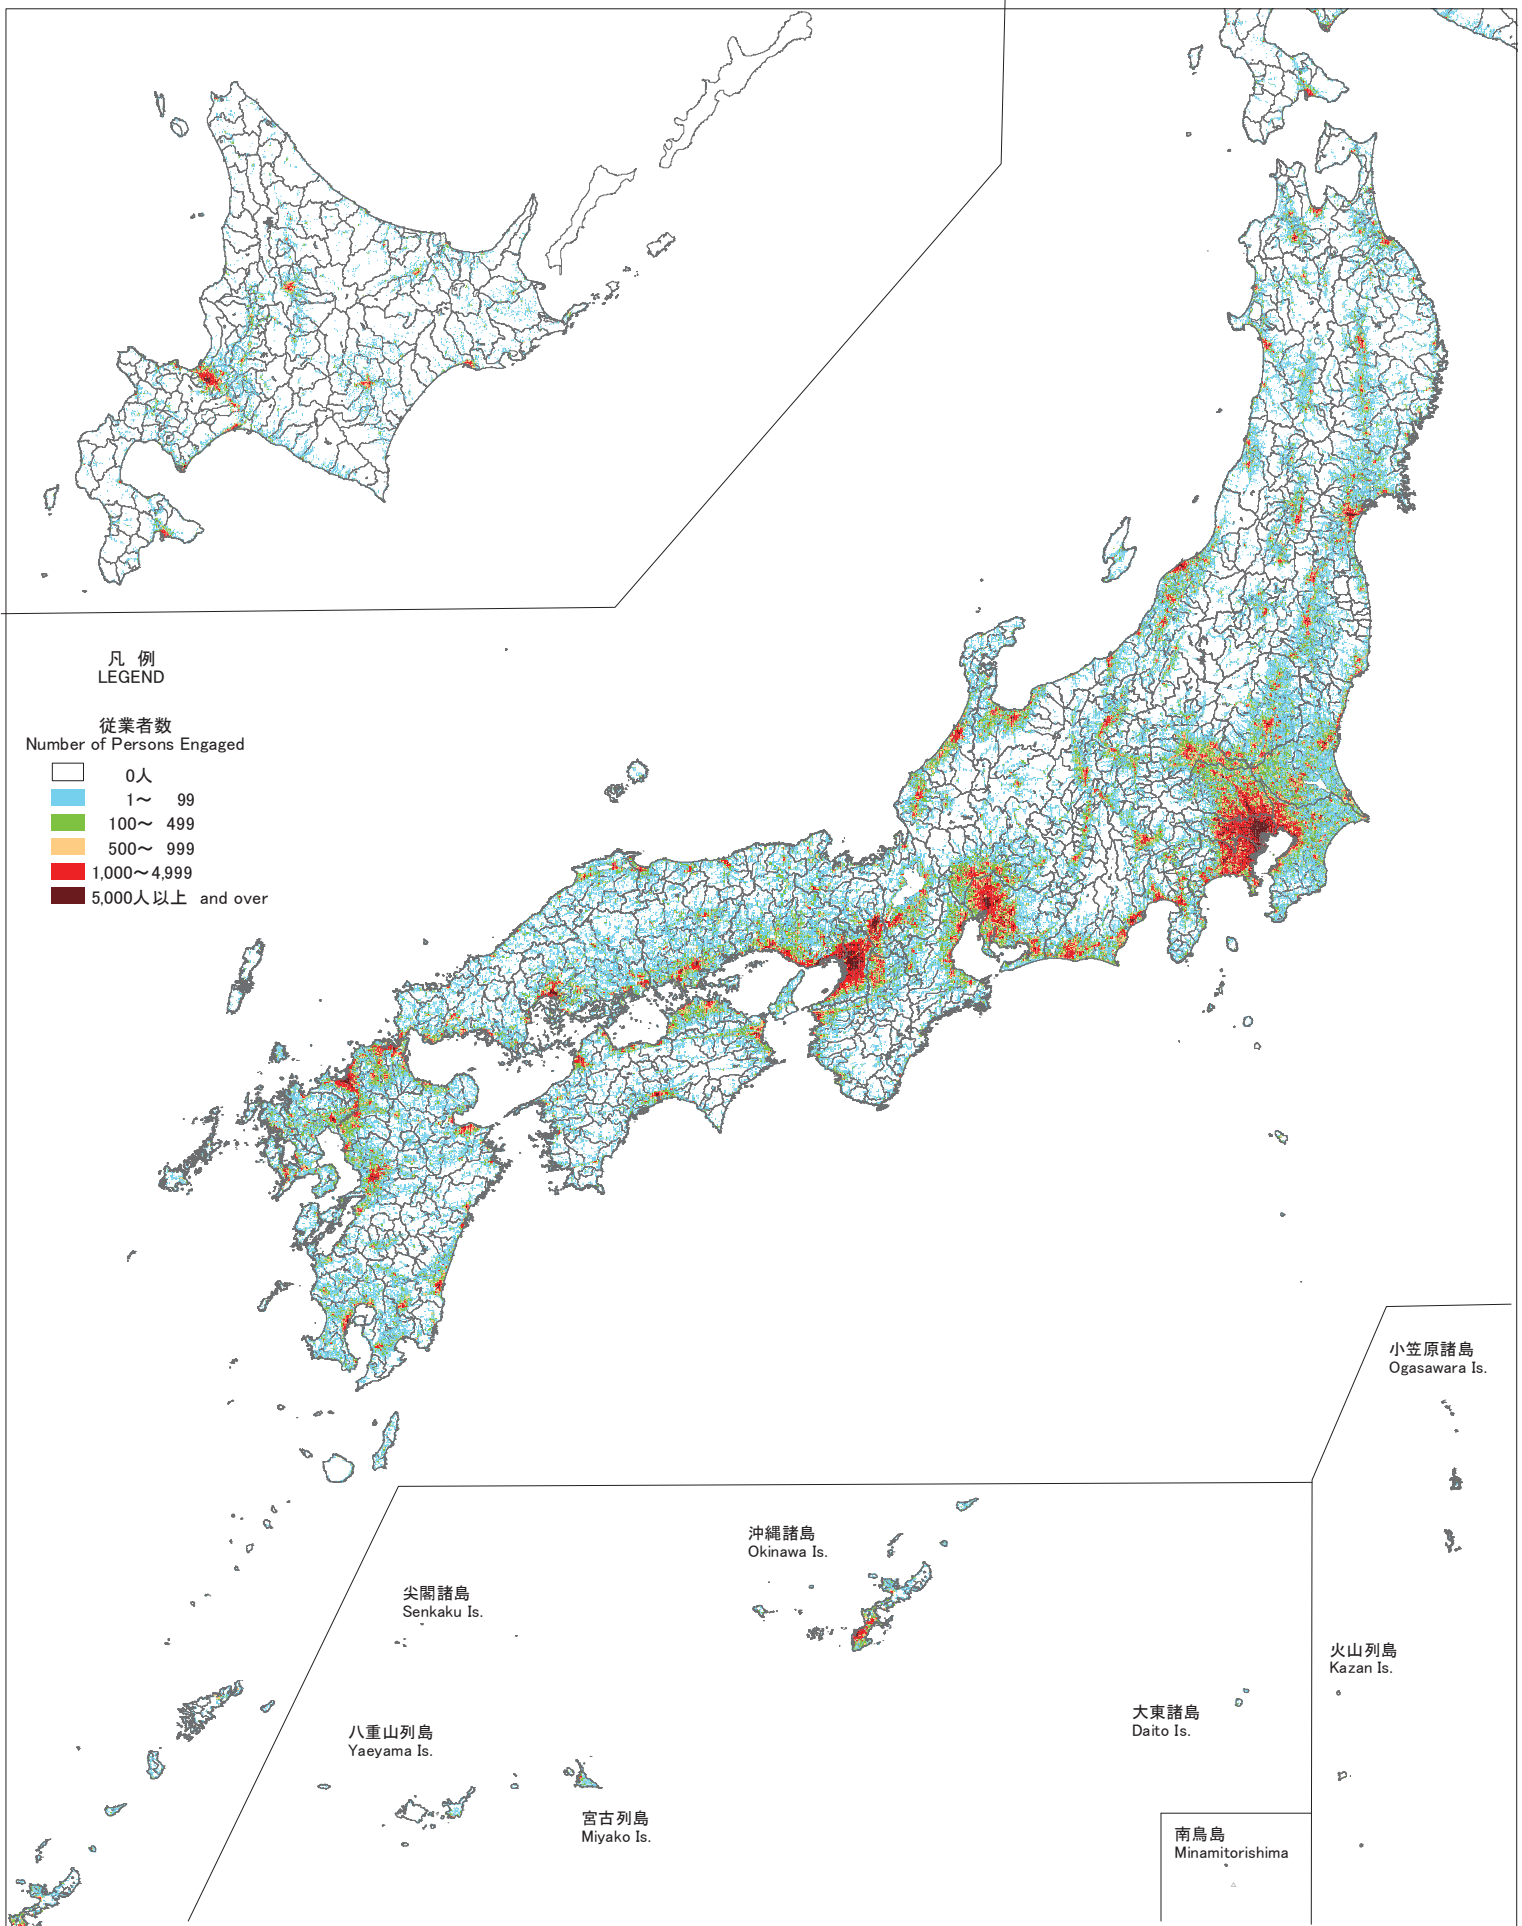 凡 例
LEGEND
従業者数
Number of Persons Engaged
0人
1～ 99
100～ 499
500～ 999
1,000～4,999
5,000人以上 and over
小笠原諸島
Ogasawara Is.
沖縄諸島
Okinawa Is.
尖閣諸島
Senkaku Is.
火山列島
Kazan Is.
大東諸島
Daito Is.
八重山列島
Yaeyama Is.
宮古列島
Miyako Is.
南鳥島
Minamitorishima